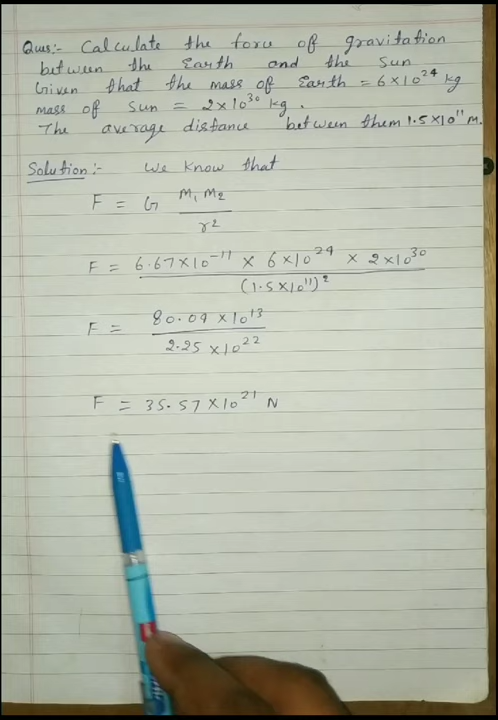 Ques:- Calculate the force of gravitation
between the Earth and the Sun
Given that the mass of Earth = 6×10²⁴ kg
mass of Sun = 2×10³⁰ kg.
The average distance between them 1.5×10¹¹ m.
Solution:- We know that
F = G m₁ m₂ / r²
F = 6.67×10⁻¹¹ × 6×10²⁴ × 2×10³⁰ / (1.5×10¹¹)²
F = 80.04×10¹³ / 2.25×10²²
F = 35.57×10²¹ N